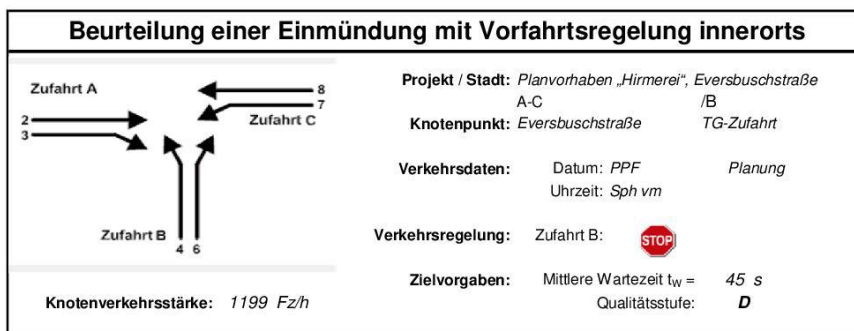 Beurteilung einer Einmündung mit Vorfahrtsregelung innerorts
Zufahrt A
8
7
2
3
Zufahrt C
Zufahrt B
4 6
Knotenverkehrsstärke: 1199 Fz/h
Projekt / Stadt: Planvorhaben „Hirmerei“, Eversbuschstraße
A-C /B
Knotenpunkt: Eversbuschstraße TG-Zufahrt
Verkehrsdaten: Datum: PPF Planung
Uhrzeit: Sph vm
Verkehrsregelung: Zufahrt B: STOP
Zielvorgaben: Mittlere Wartezeit tw = 45 s
Qualitätsstufe: D